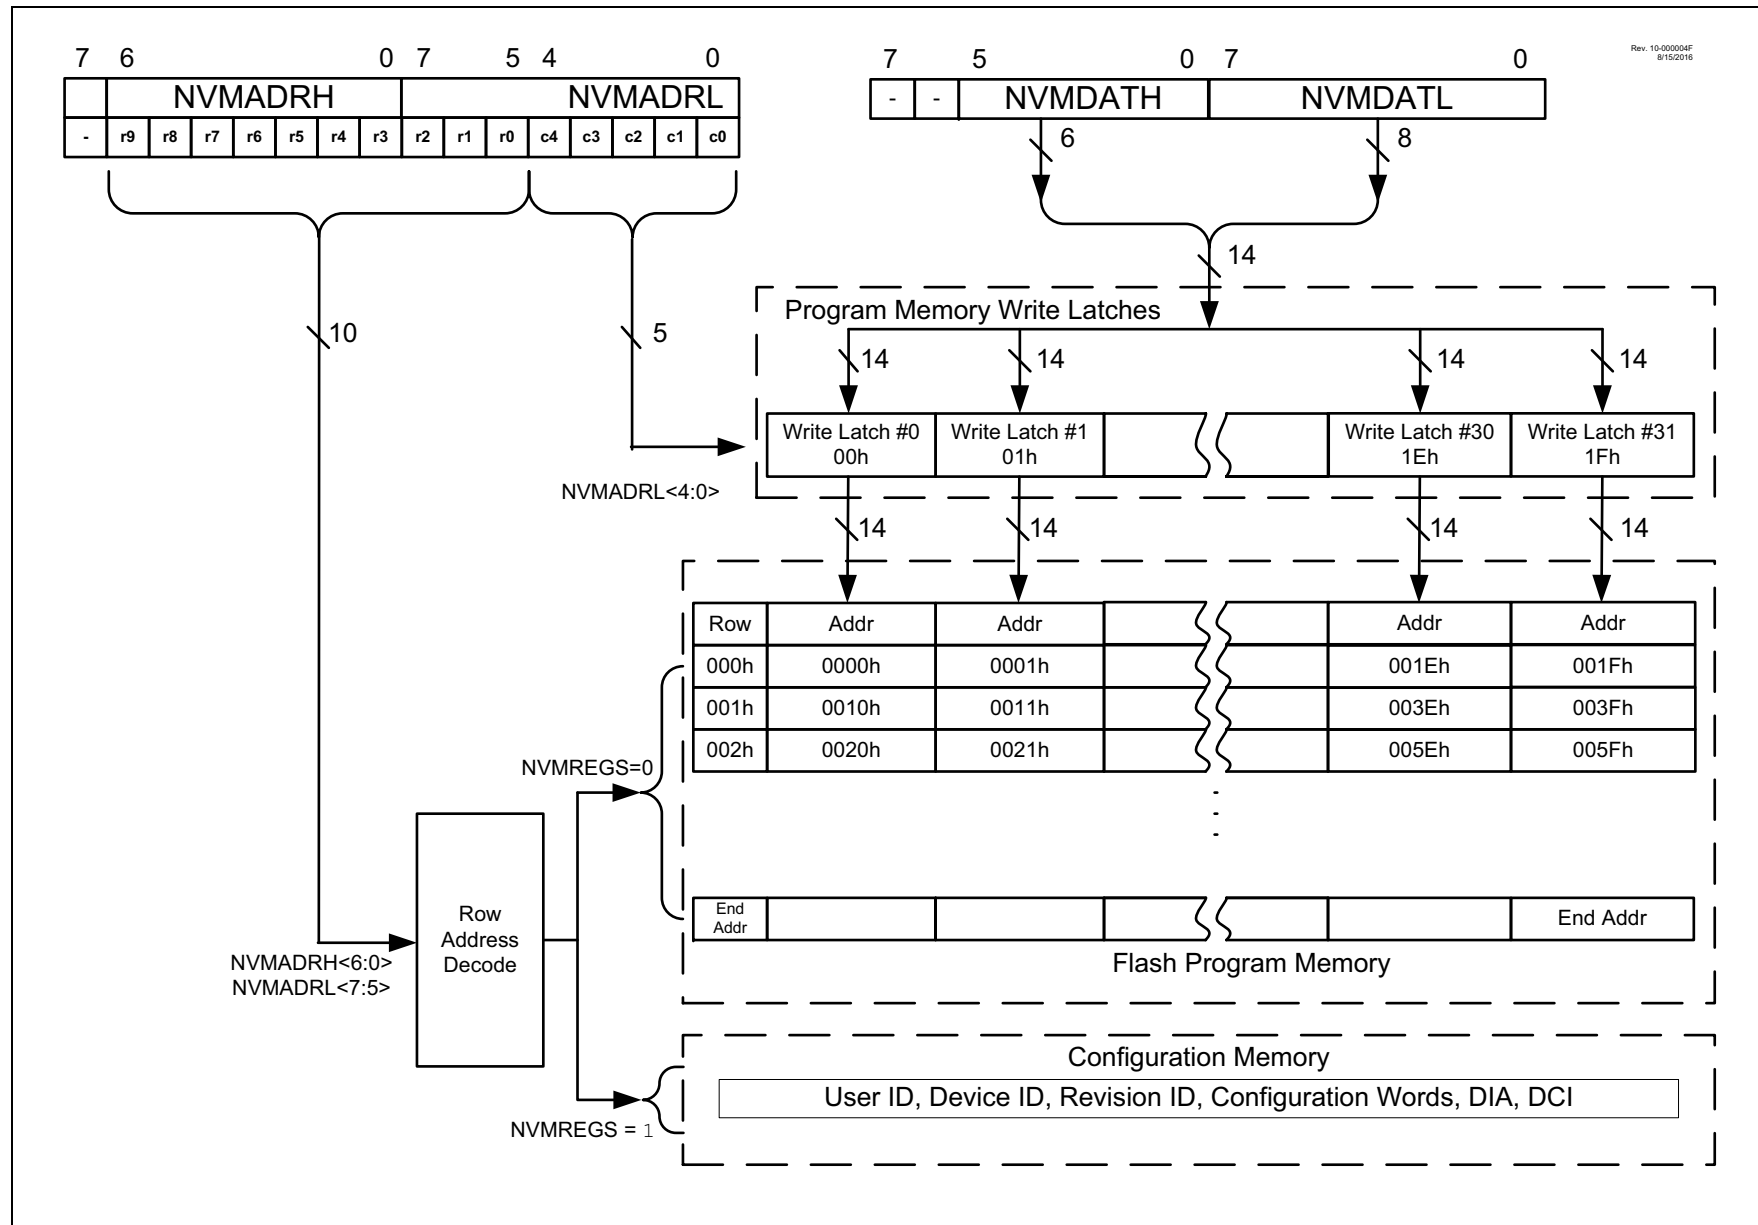 7 6 0 7 5 4 0
7 5 0 7 0
Rev. 10-000004F
8/15/2016
NVMADRH NVMADRL
- - NVMDATH NVMDATL
- r9 r8 r7 r6 r5 r4 r3 r2 r1 r0 c4 c3 c2 c1 c0
6 8
14
10 5
Program Memory Write Latches
14 14 14 14
Write Latch #0
00h
Write Latch #1
01h
Write Latch #30
1Eh
Write Latch #31
1Fh
NVMADRL<4:0>
14 14 14 14
Row Addr Addr Addr Addr
000h 0000h 0001h 001Eh 001Fh
001h 0010h 0011h 003Eh 003Fh
002h 0020h 0021h 005Eh 005Fh
NVMREGS=0
End
Addr
End Addr
Flash Program Memory
Row
Address
Decode
NVMADRH<6:0>
NVMADRL<7:5>
Configuration Memory
User ID, Device ID, Revision ID, Configuration Words, DIA, DCI
NVMREGS = 1